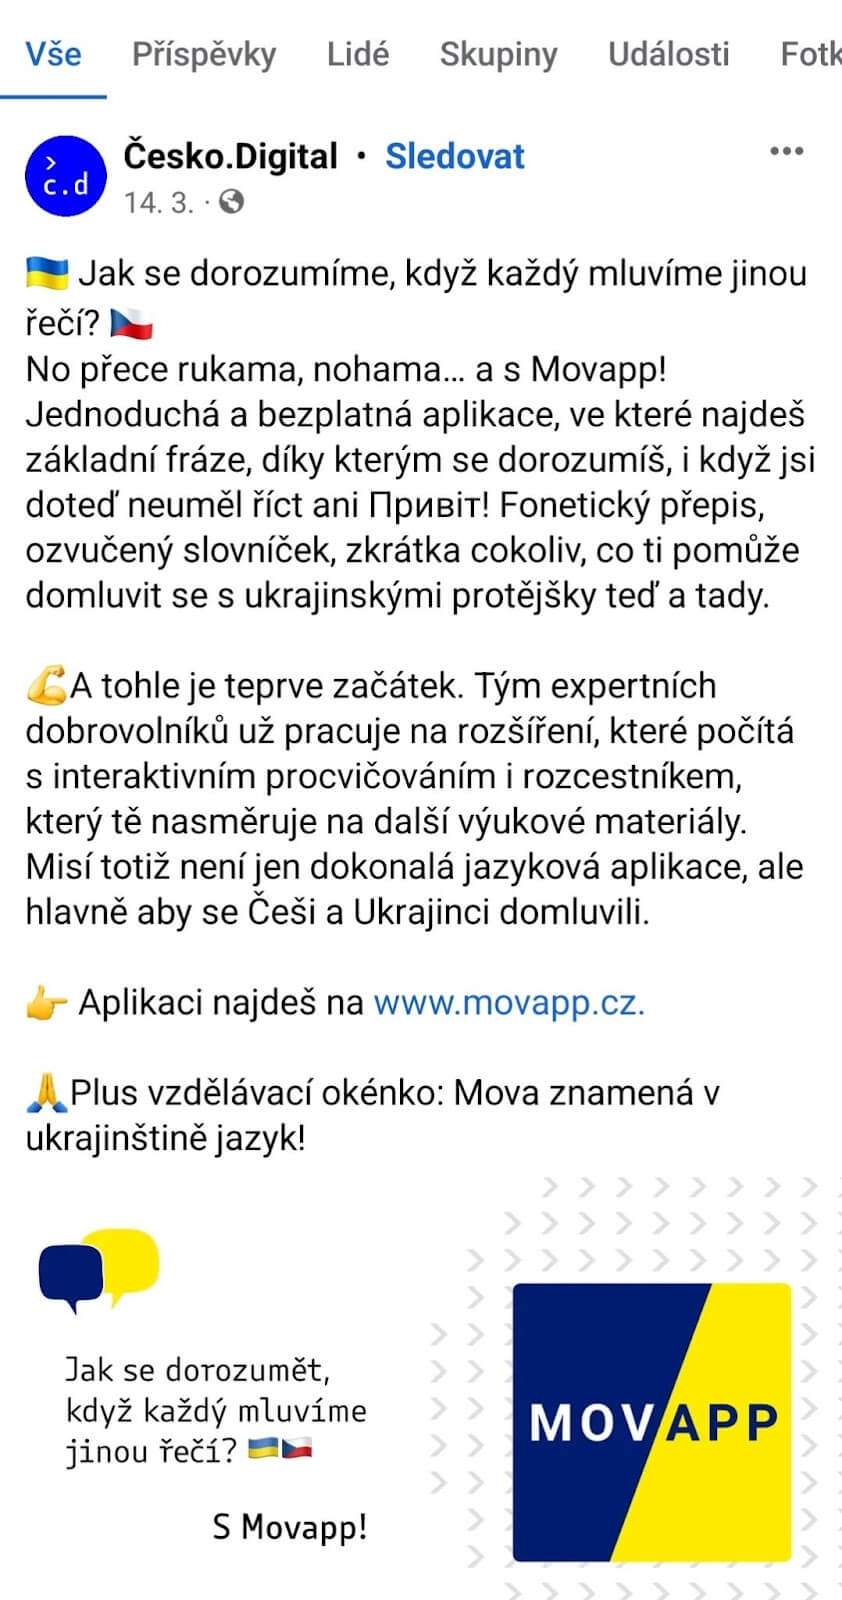 Vše Příspěvky Lidé Skupiny Události Fotk
Česko.Digital • Sledovat
14. 3. ·
> c.d
🇺🇦 Jak se dorozumíme, když každý mluvíme jinou
řečí? 🇨🇿
No přece rukama, nohama... a s Movapp!
Jednoduchá a bezplatná aplikace, ve které najdeš
základní fráze, díky kterým se dorozumíš, i když jsi
doteď neuměl říct ani Привіт! Fonetický přepis,
ozvučený slovníček, zkrátka cokoliv, co ti pomůže
domluvit se s ukrajinskými protějšky teď a tady.
💪A tohle je teprve začátek. Tým expertních
dobrovolníků už pracuje na rozšíření, které počítá
s interaktivním procvičováním i rozcestníkem,
který tě nasměruje na další výukové materiály.
Misí totiž není jen dokonalá jazyková aplikace, ale
hlavně aby se Češi a Ukrajinci domluvili.
👉 Aplikaci najdeš na www.movapp.cz.
🙏Plus vzdělávací okénko: Mova znamená v
ukrajinštině jazyk!
Jak se dorozumět,
když každý mluvíme
jinou řečí? 🇺🇦🇨🇿
S Movapp!
MOVAPP